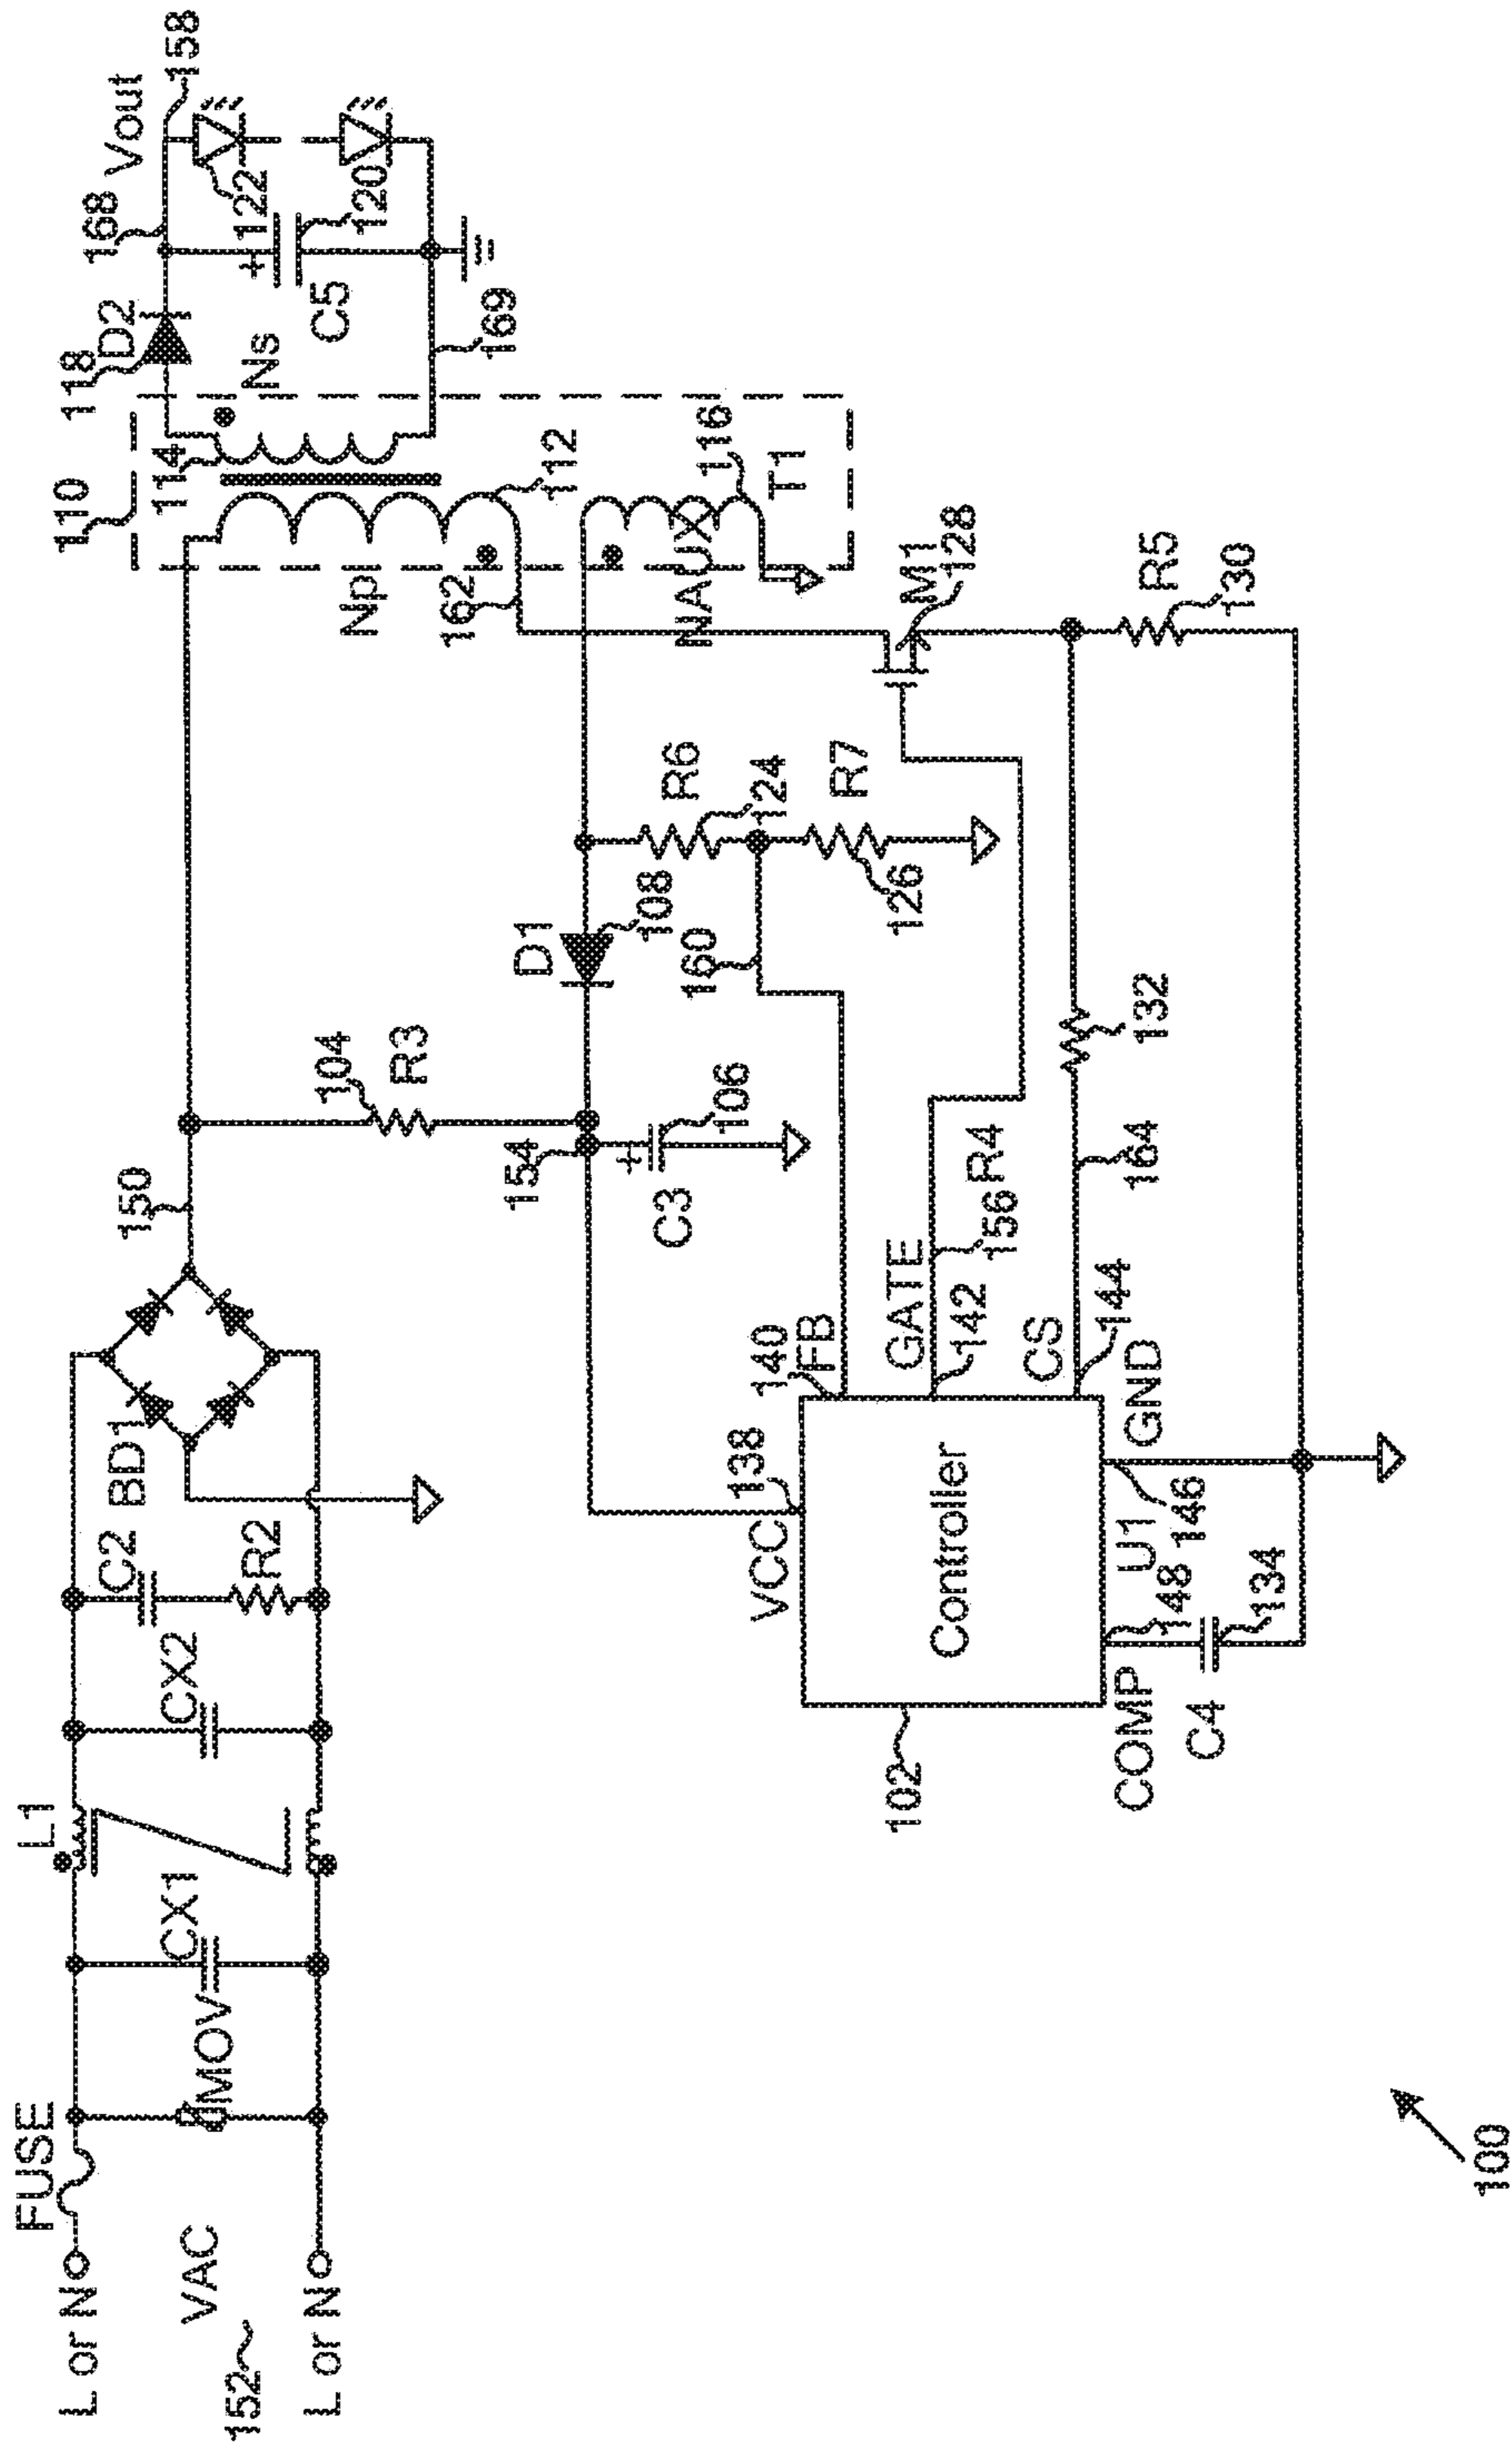 FUSE
L or N
VAC
152
L or N
MOV
CX1
L1
CX2
C2
R2
BD1
150
104
R3
154
C3
106
D1
108
160
R6
124
R7
126
110
114
Np
112
162
NAUX
116
T1
118
D2
Ns
168
Vout
158
122
120
C5
169
M1
128
R5
130
102
Controller
VCC
138
140
FB
GATE
142
156
R4
CS
144
164
132
GND
146
U1
148
COMP
C4
134
100